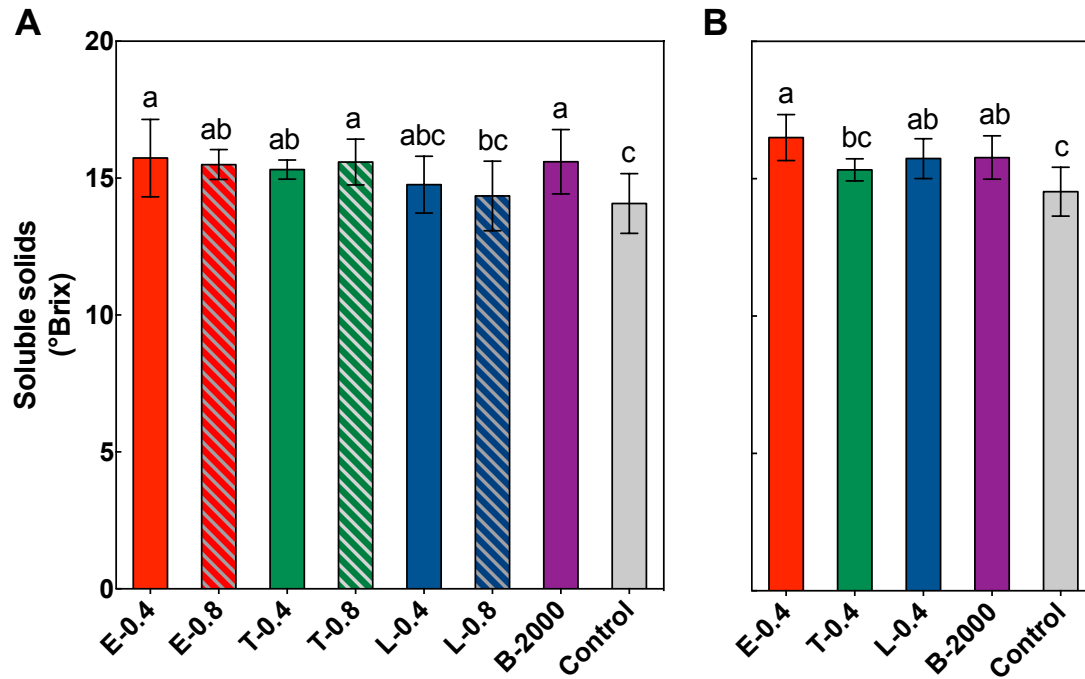 A
B
Soluble solids
(°Brix)
20
15
10
5
0
a
ab
ab
a
abc
bc
a
c
a
bc
ab
ab
c
E-0.4
E-0.8
T-0.4
T-0.8
L-0.4
L-0.8
B-2000
Control
E-0.4
T-0.4
L-0.4
B-2000
Control